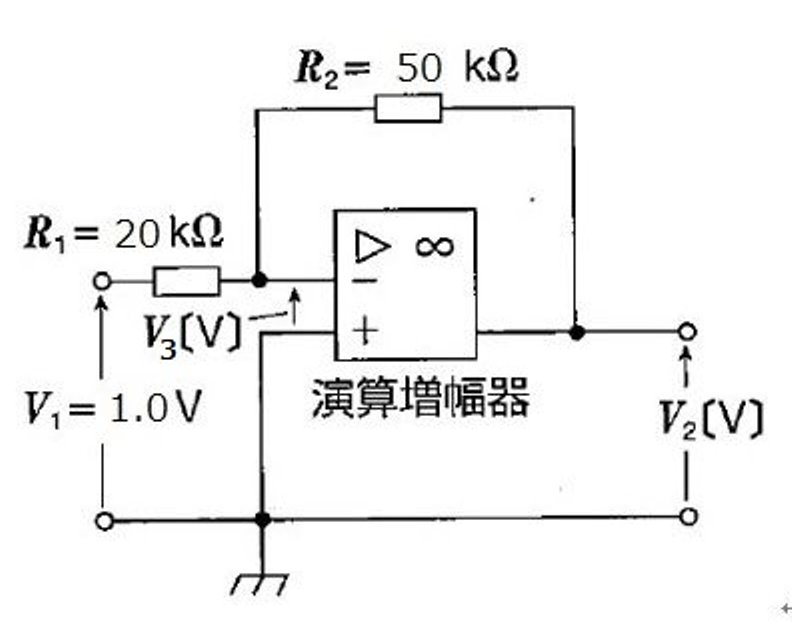 R₂= 50 kΩ
R₁= 20 kΩ
▷ ∞
−
V₃[V]
+
演算増幅器
V₁= 1.0 V
V₂[V]